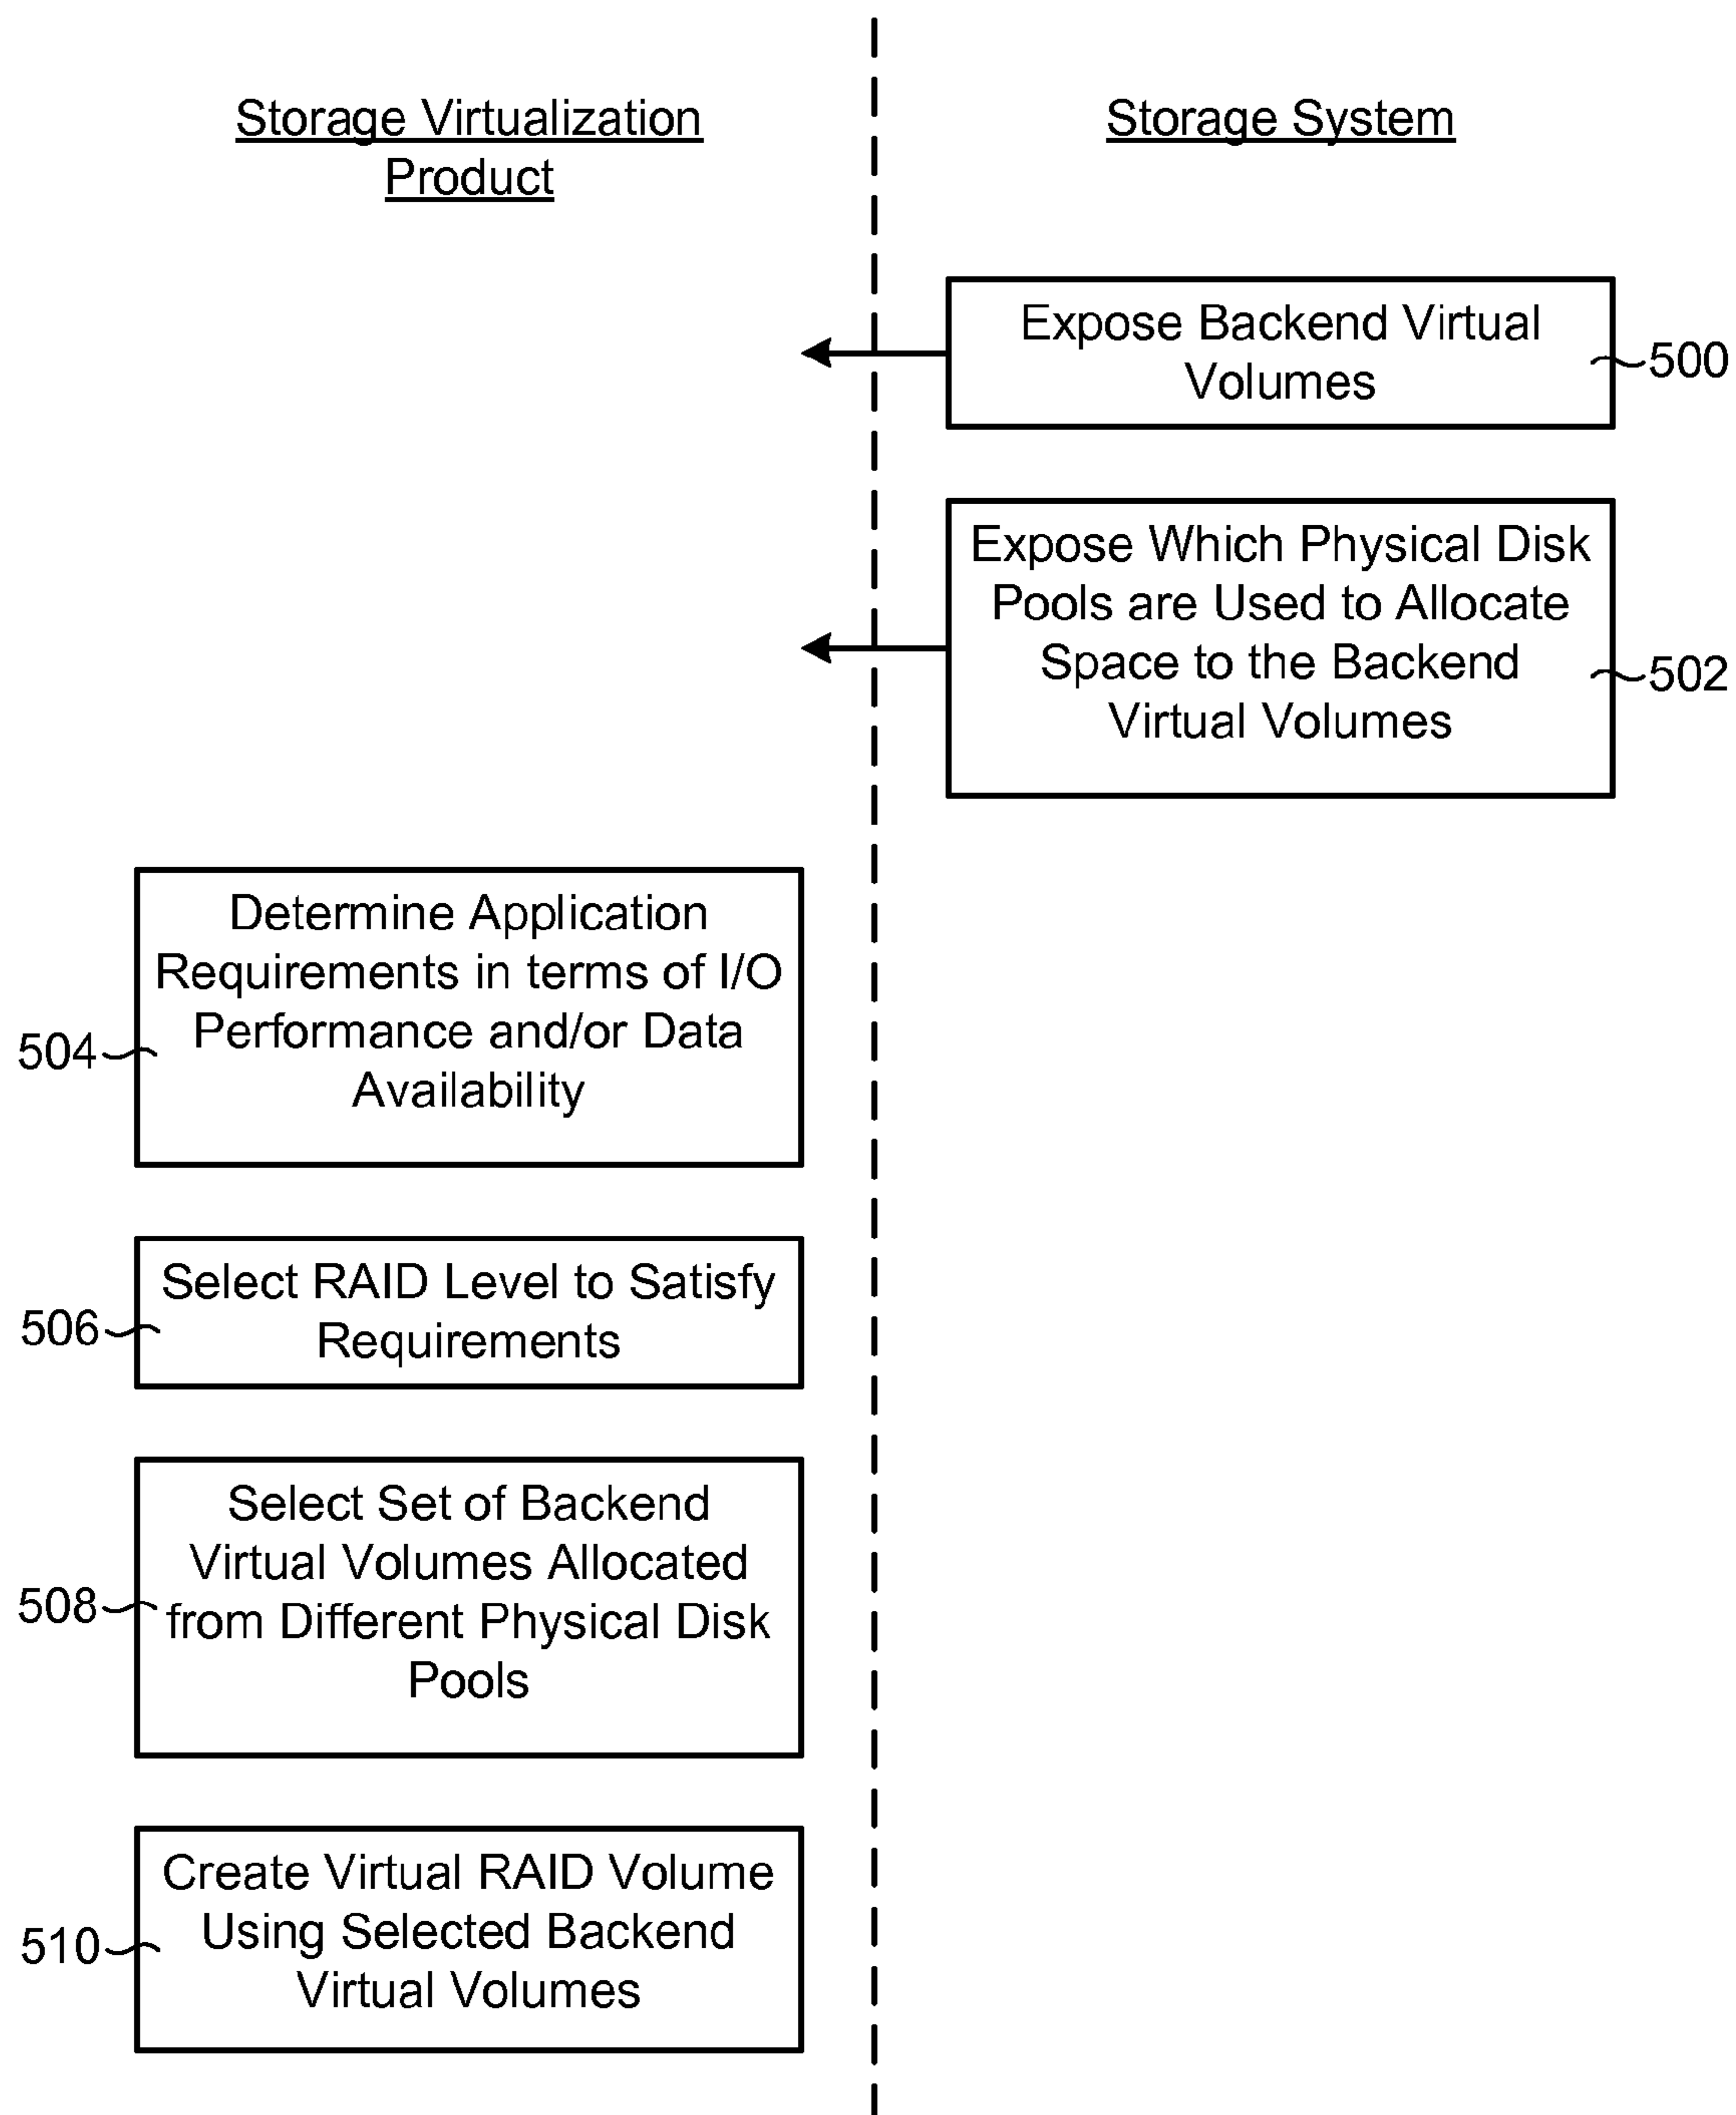 Storage Virtualization
Product
Storage System
Expose Backend Virtual
Volumes
500
Expose Which Physical Disk
Pools are Used to Allocate
Space to the Backend
Virtual Volumes
502
Determine Application
Requirements in terms of I/O
Performance and/or Data
Availability
504
Select RAID Level to Satisfy
Requirements
506
Select Set of Backend
Virtual Volumes Allocated
from Different Physical Disk
Pools
508
Create Virtual RAID Volume
Using Selected Backend
Virtual Volumes
510